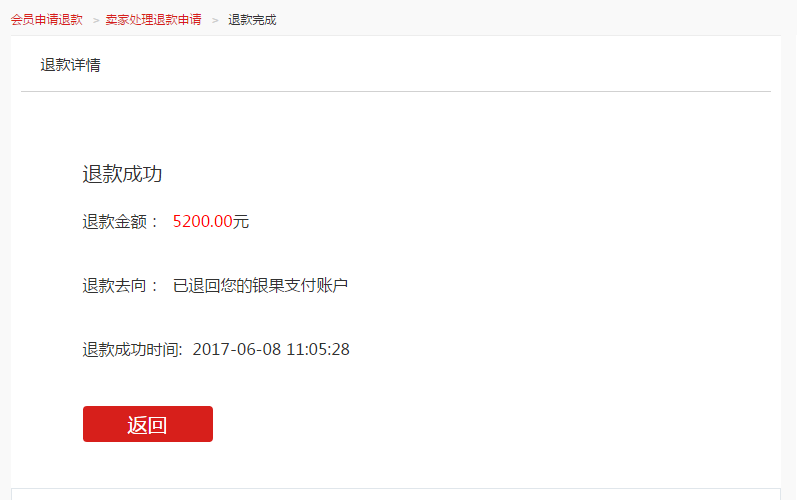 会员申请退款 > 卖家处理退款申请 > 退款完成
退款详情
退款成功
退款金额： 5200.00元
退款去向： 已退回您的银果支付账户
退款成功时间: 2017-06-08 11:05:28
返回